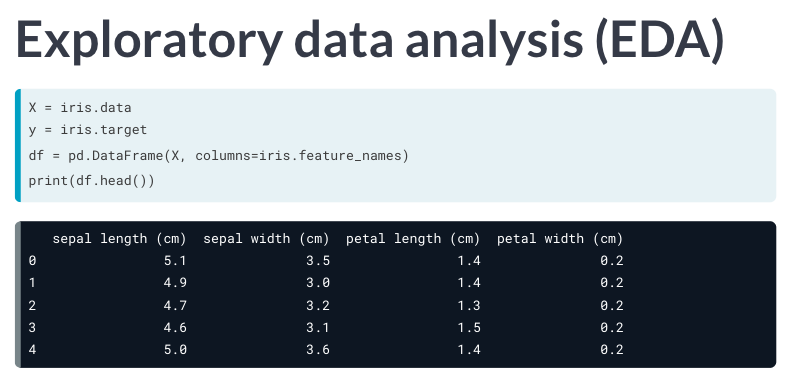 Exploratory data analysis (EDA)
X = iris.data
y = iris.target
df = pd.DataFrame(X, columns=iris.feature_names)
print(df.head())
   sepal length (cm)  sepal width (cm)  petal length (cm)  petal width (cm)
0                5.1               3.5                1.4               0.2
1                4.9               3.0                1.4               0.2
2                4.7               3.2                1.3               0.2
3                4.6               3.1                1.5               0.2
4                5.0               3.6                1.4               0.2